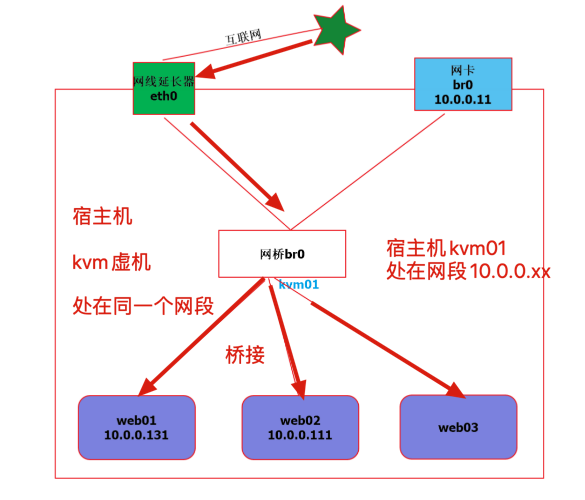 互联网
网线延长器
eth0
网卡
br0
10.0.0.11
宿主机
kvm虚机
处在同一个网段
网桥br0
kvm01
宿主机kvm01
处在网段10.0.0.xx
桥接
web01
10.0.0.131
web02
10.0.0.111
web03